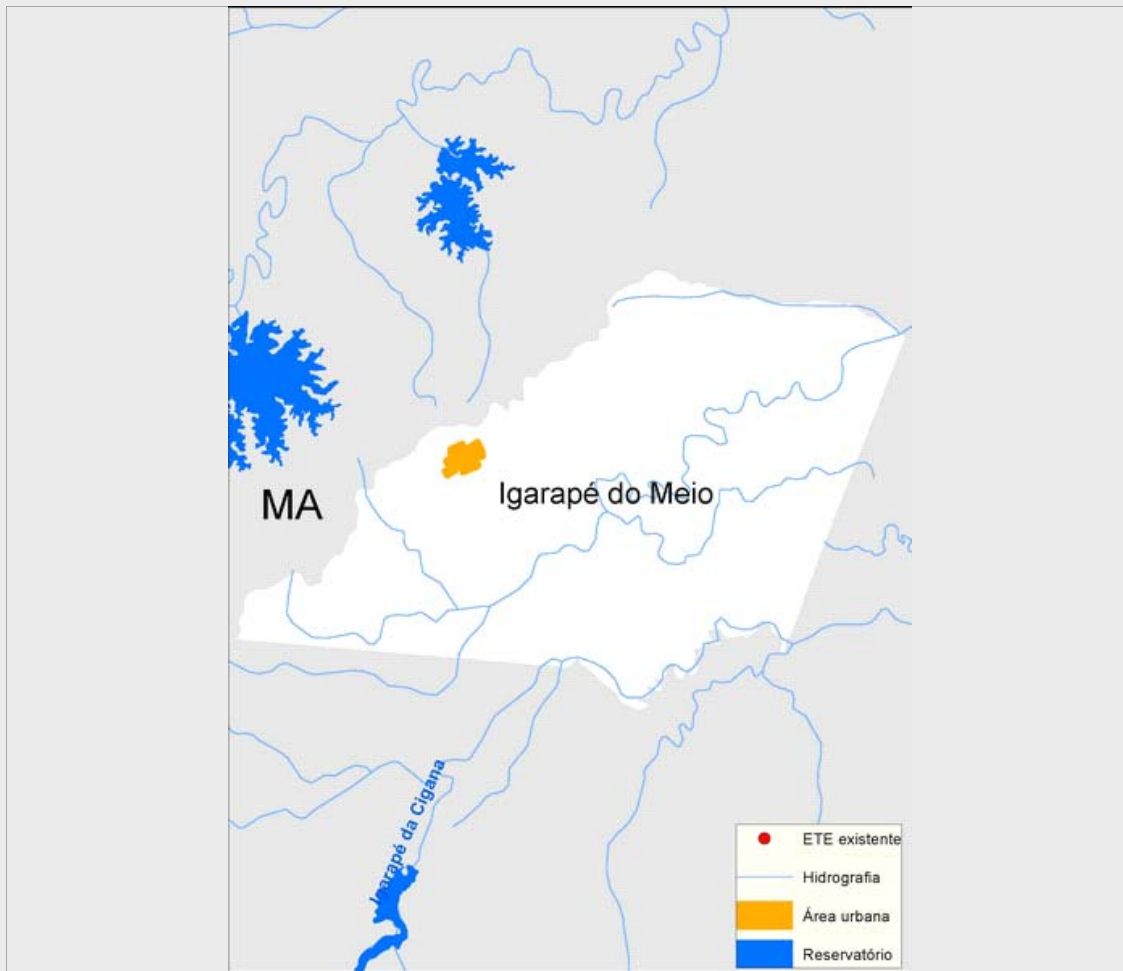 Igarapé do Meio
MA
Igarapé da Cigana
ETE existente
Hidrografia
Área urbana
Reservatório